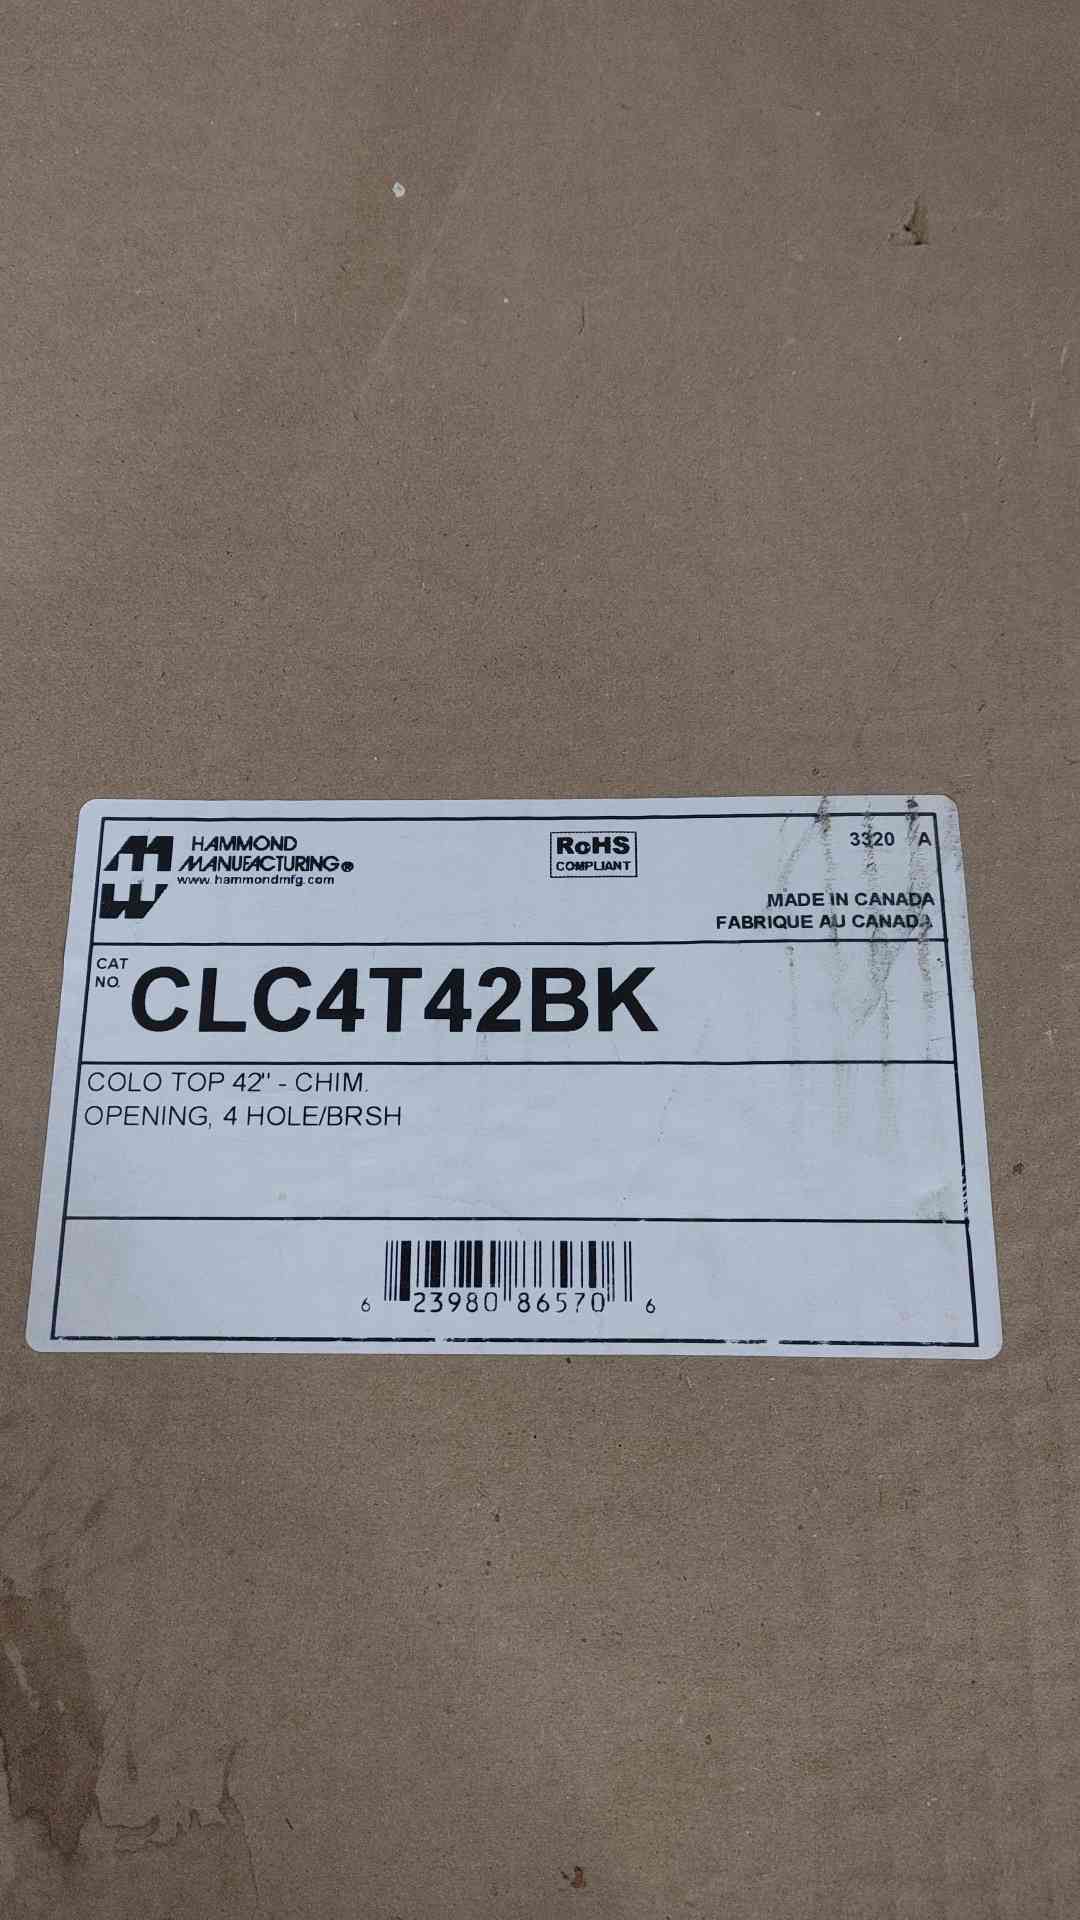 HAMMOND
MANUFACTURING®
www.hammondmfg.com
RoHS
COMPLIANT
3320 A
MADE IN CANADA
FABRIQUE AU CANADA
CAT
NO.
CLC4T42BK
COLO TOP 42" - CHIM.
OPENING, 4 HOLE/BRSH
6 23980 86570 6